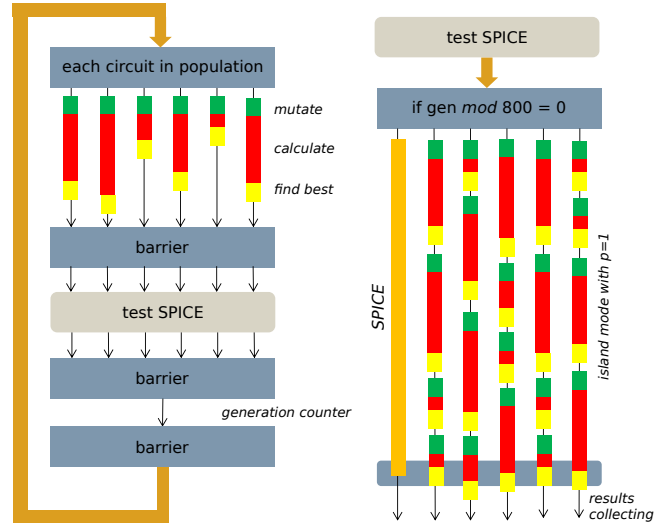 each circuit in population
mutate
calculate
find best
barrier
test SPICE
barrier
generation counter
barrier
test SPICE
if gen mod 800 = 0
SPICE
island mode with p=1
results
collecting